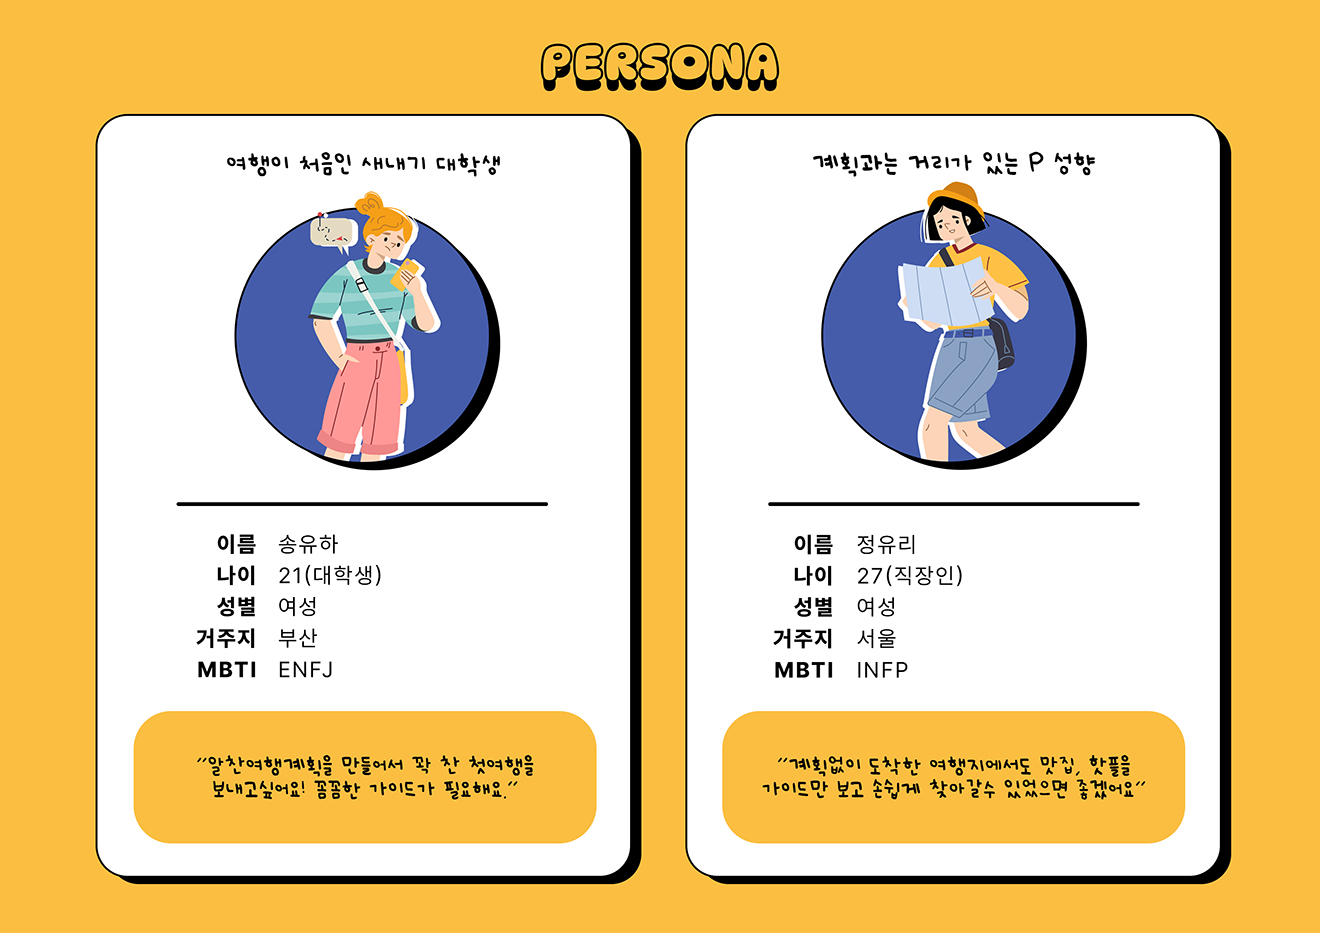 PERSONA
여행이 처음인 새내기 대학생
이름 송유하
나이 21(대학생)
성별 여성
거주지 부산
MBTI ENFJ
“알찬여행계획을 만들어서 꽉 찬 첫여행을
보내고싶어요! 꼼꼼한 가이드가 필요해요.”
계획과는 거리가 있는 P 성향
이름 정유리
나이 27(직장인)
성별 여성
거주지 서울
MBTI INFP
“계획없이 도착한 여행지에서도 맛집, 핫플을
가이드만 보고 손쉽게 찾아갈수 있었으면 좋겠어요”